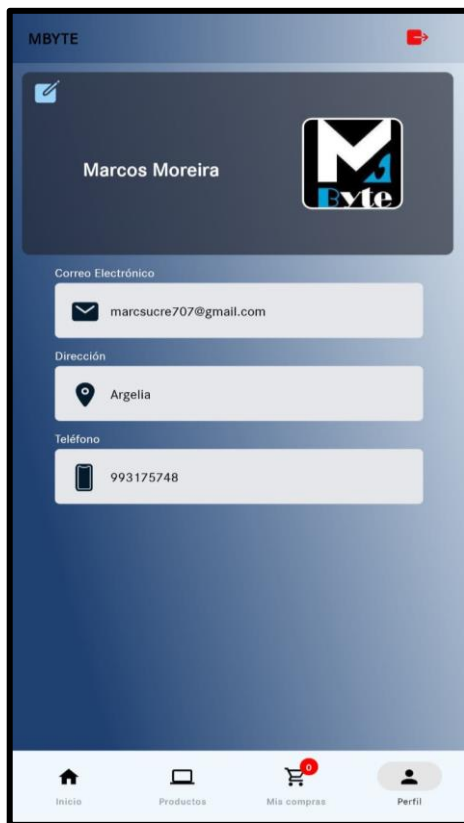 MBYTE
Marcos Moreira
M
Byte
Correo Electrónico
marcsucre707@gmail.com
Dirección
Argelia
Teléfono
993175748
0
Inicio Productos Mis compras Perfil